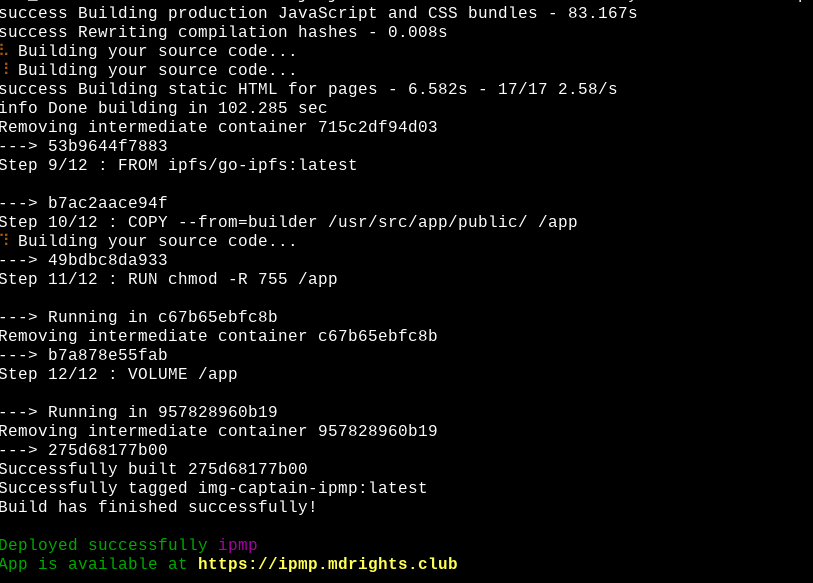 success Building production JavaScript and CSS bundles - 83.167s
success Rewriting compilation hashes - 0.008s
Building your source code...
Building your source code...
success Building static HTML for pages - 6.582s - 17/17 2.58/s
info Done building in 102.285 sec
Removing intermediate container 715c2df94d03
---> 53b9644f7883
Step 9/12 : FROM ipfs/go-ipfs:latest
---> b7ac2aace94f
Step 10/12 : COPY --from=builder /usr/src/app/public/ /app
Building your source code...
---> 49bdbc8da933
Step 11/12 : RUN chmod -R 755 /app
---> Running in c67b65ebfc8b
Removing intermediate container c67b65ebfc8b
---> b7a878e55fab
Step 12/12 : VOLUME /app
---> Running in 957828960b19
Removing intermediate container 957828960b19
---> 275d68177b00
Successfully built 275d68177b00
Successfully tagged img-captain-ipmp:latest
Build has finished successfully!
Deployed successfully ipmp
App is available at https://ipmp.mdrights.club